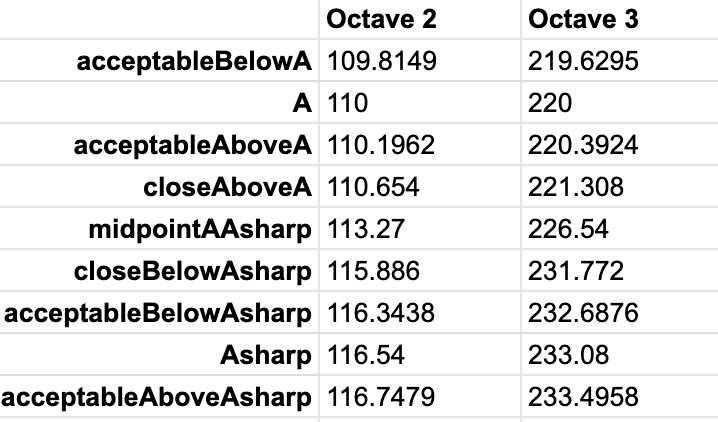 Octave 2 Octave 3
acceptableBelowA 109.8149 219.6295
A 110 220
acceptableAboveA 110.1962 220.3924
closeAboveA 110.654 221.308
midpointAAsharp 113.27 226.54
closeBelowAsharp 115.886 231.772
acceptableBelowAsharp 116.3438 232.6876
Asharp 116.54 233.08
acceptableAboveAsharp 116.7479 233.4958